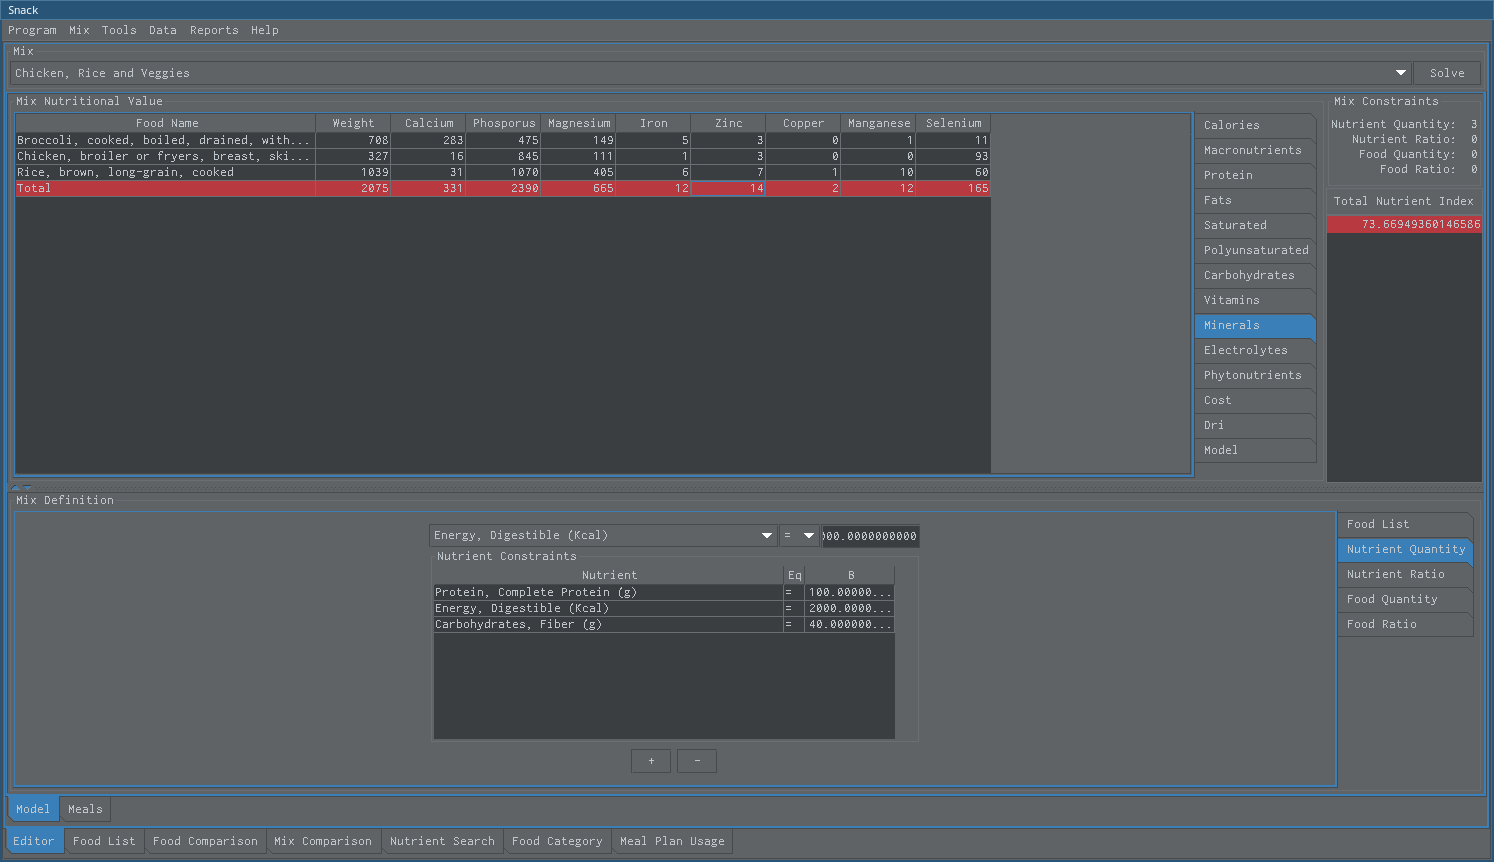 Snack
Program Mix Tools Data Reports Help
Mix
Chicken, Rice and Veggies Solve
Mix Nutritional Value
Food Name Weight Calcium Phosporus Magnesium Iron Zinc Copper Manganese Selenium
Broccoli, cooked, boiled, drained, with... 708 283 475 149 5 3 0 1 11
Chicken, broiler or fryers, breast, ski... 327 16 845 111 1 3 0 0 93
Rice, brown, long-grain, cooked 1039 31 1070 405 6 7 1 10 60
Total 2075 331 2390 665 12 14 2 12 165
Calories
Macronutrients
Protein
Fats
Saturated
Polyunsaturated
Carbohydrates
Vitamins
Minerals
Electrolytes
Phytonutrients
Cost
Dri
Model
Mix Constraints
Nutrient Quantity: 3
Nutrient Ratio: 0
Food Quantity: 0
Food Ratio: 0
Total Nutrient Index
73.66949360146586
Mix Definition
Energy, Digestible (Kcal) = 00.0000000000
Nutrient Constraints
Nutrient Eq B
Protein, Complete Protein (g) = 100.00000...
Energy, Digestible (Kcal) = 2000.0000...
Carbohydrates, Fiber (g) = 40.000000...
+ -
Food List
Nutrient Quantity
Nutrient Ratio
Food Quantity
Food Ratio
Model Meals
Editor Food List Food Comparison Mix Comparison Nutrient Search Food Category Meal Plan Usage